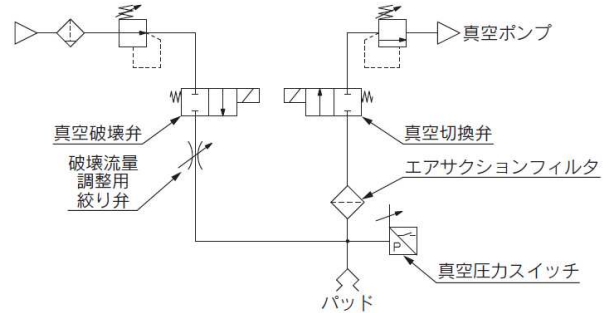 真空ポンプ
真空破壊弁
真空切換弁
破壊流量
調整用
絞り弁
エアサクションフィルタ
P
真空圧力スイッチ
パッド